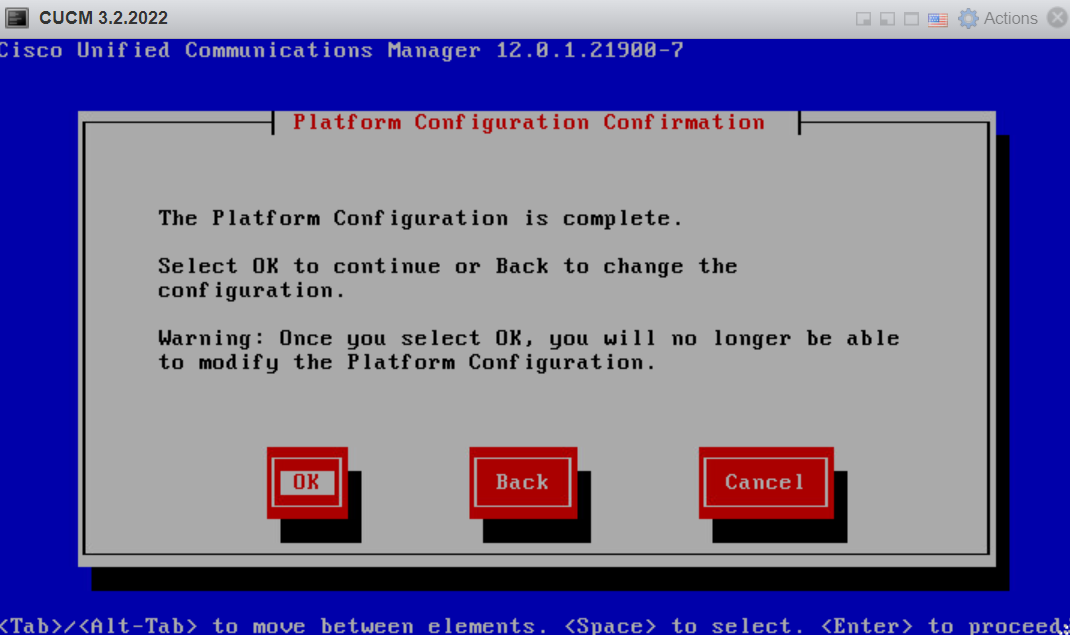 CUCM 3.2.2022
Actions
Cisco Unified Communications Manager 12.0.1.21900-7
Platform Configuration Confirmation
The Platform Configuration is complete.
Select OK to continue or Back to change the
configuration.
Warning: Once you select OK, you will no longer be able
to modify the Platform Configuration.
OK
Back
Cancel
<Tab>/<Alt-Tab> to move between elements. <Space> to select. <Enter> to proceed.